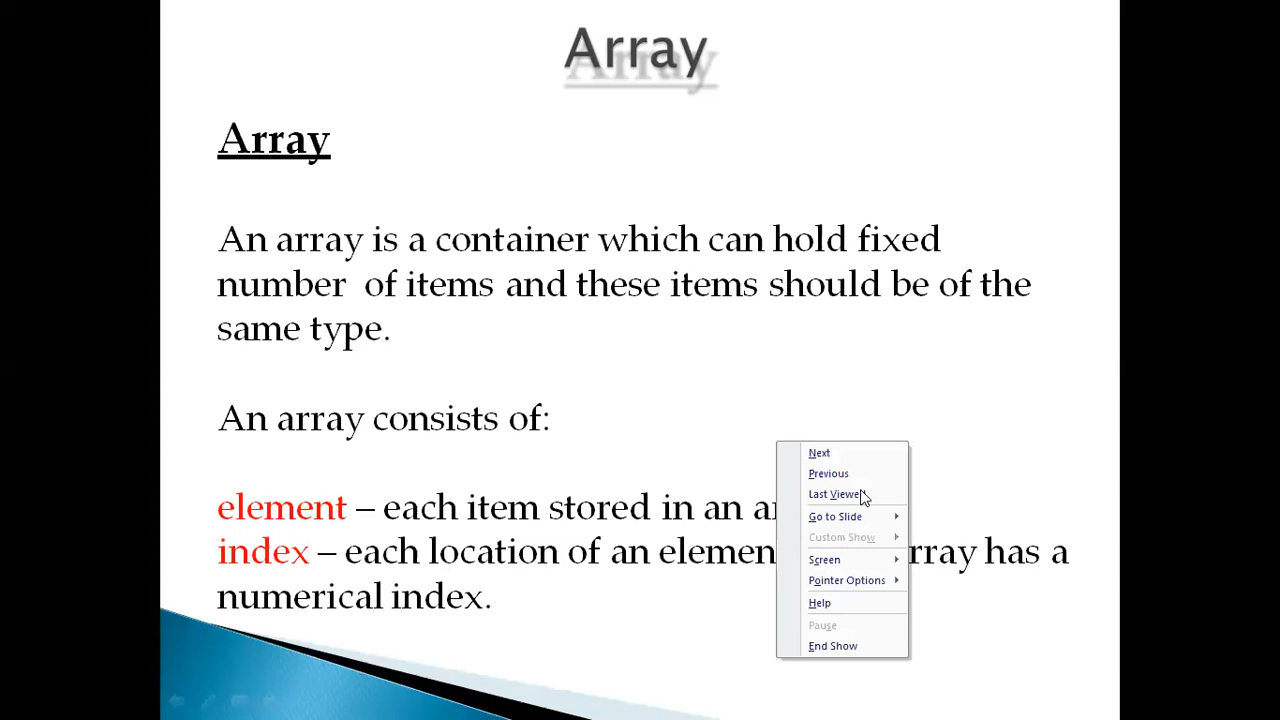 Array
Array
An array is a container which can hold fixed
number of items and these items should be of the
same type.
An array consists of:
element – each item stored in an
index – each location of an element has a
numerical index.
Next
Previous
Last Viewed
Go to Slide
Custom Show
Screen
Pointer Options
Help
Pause
End Show